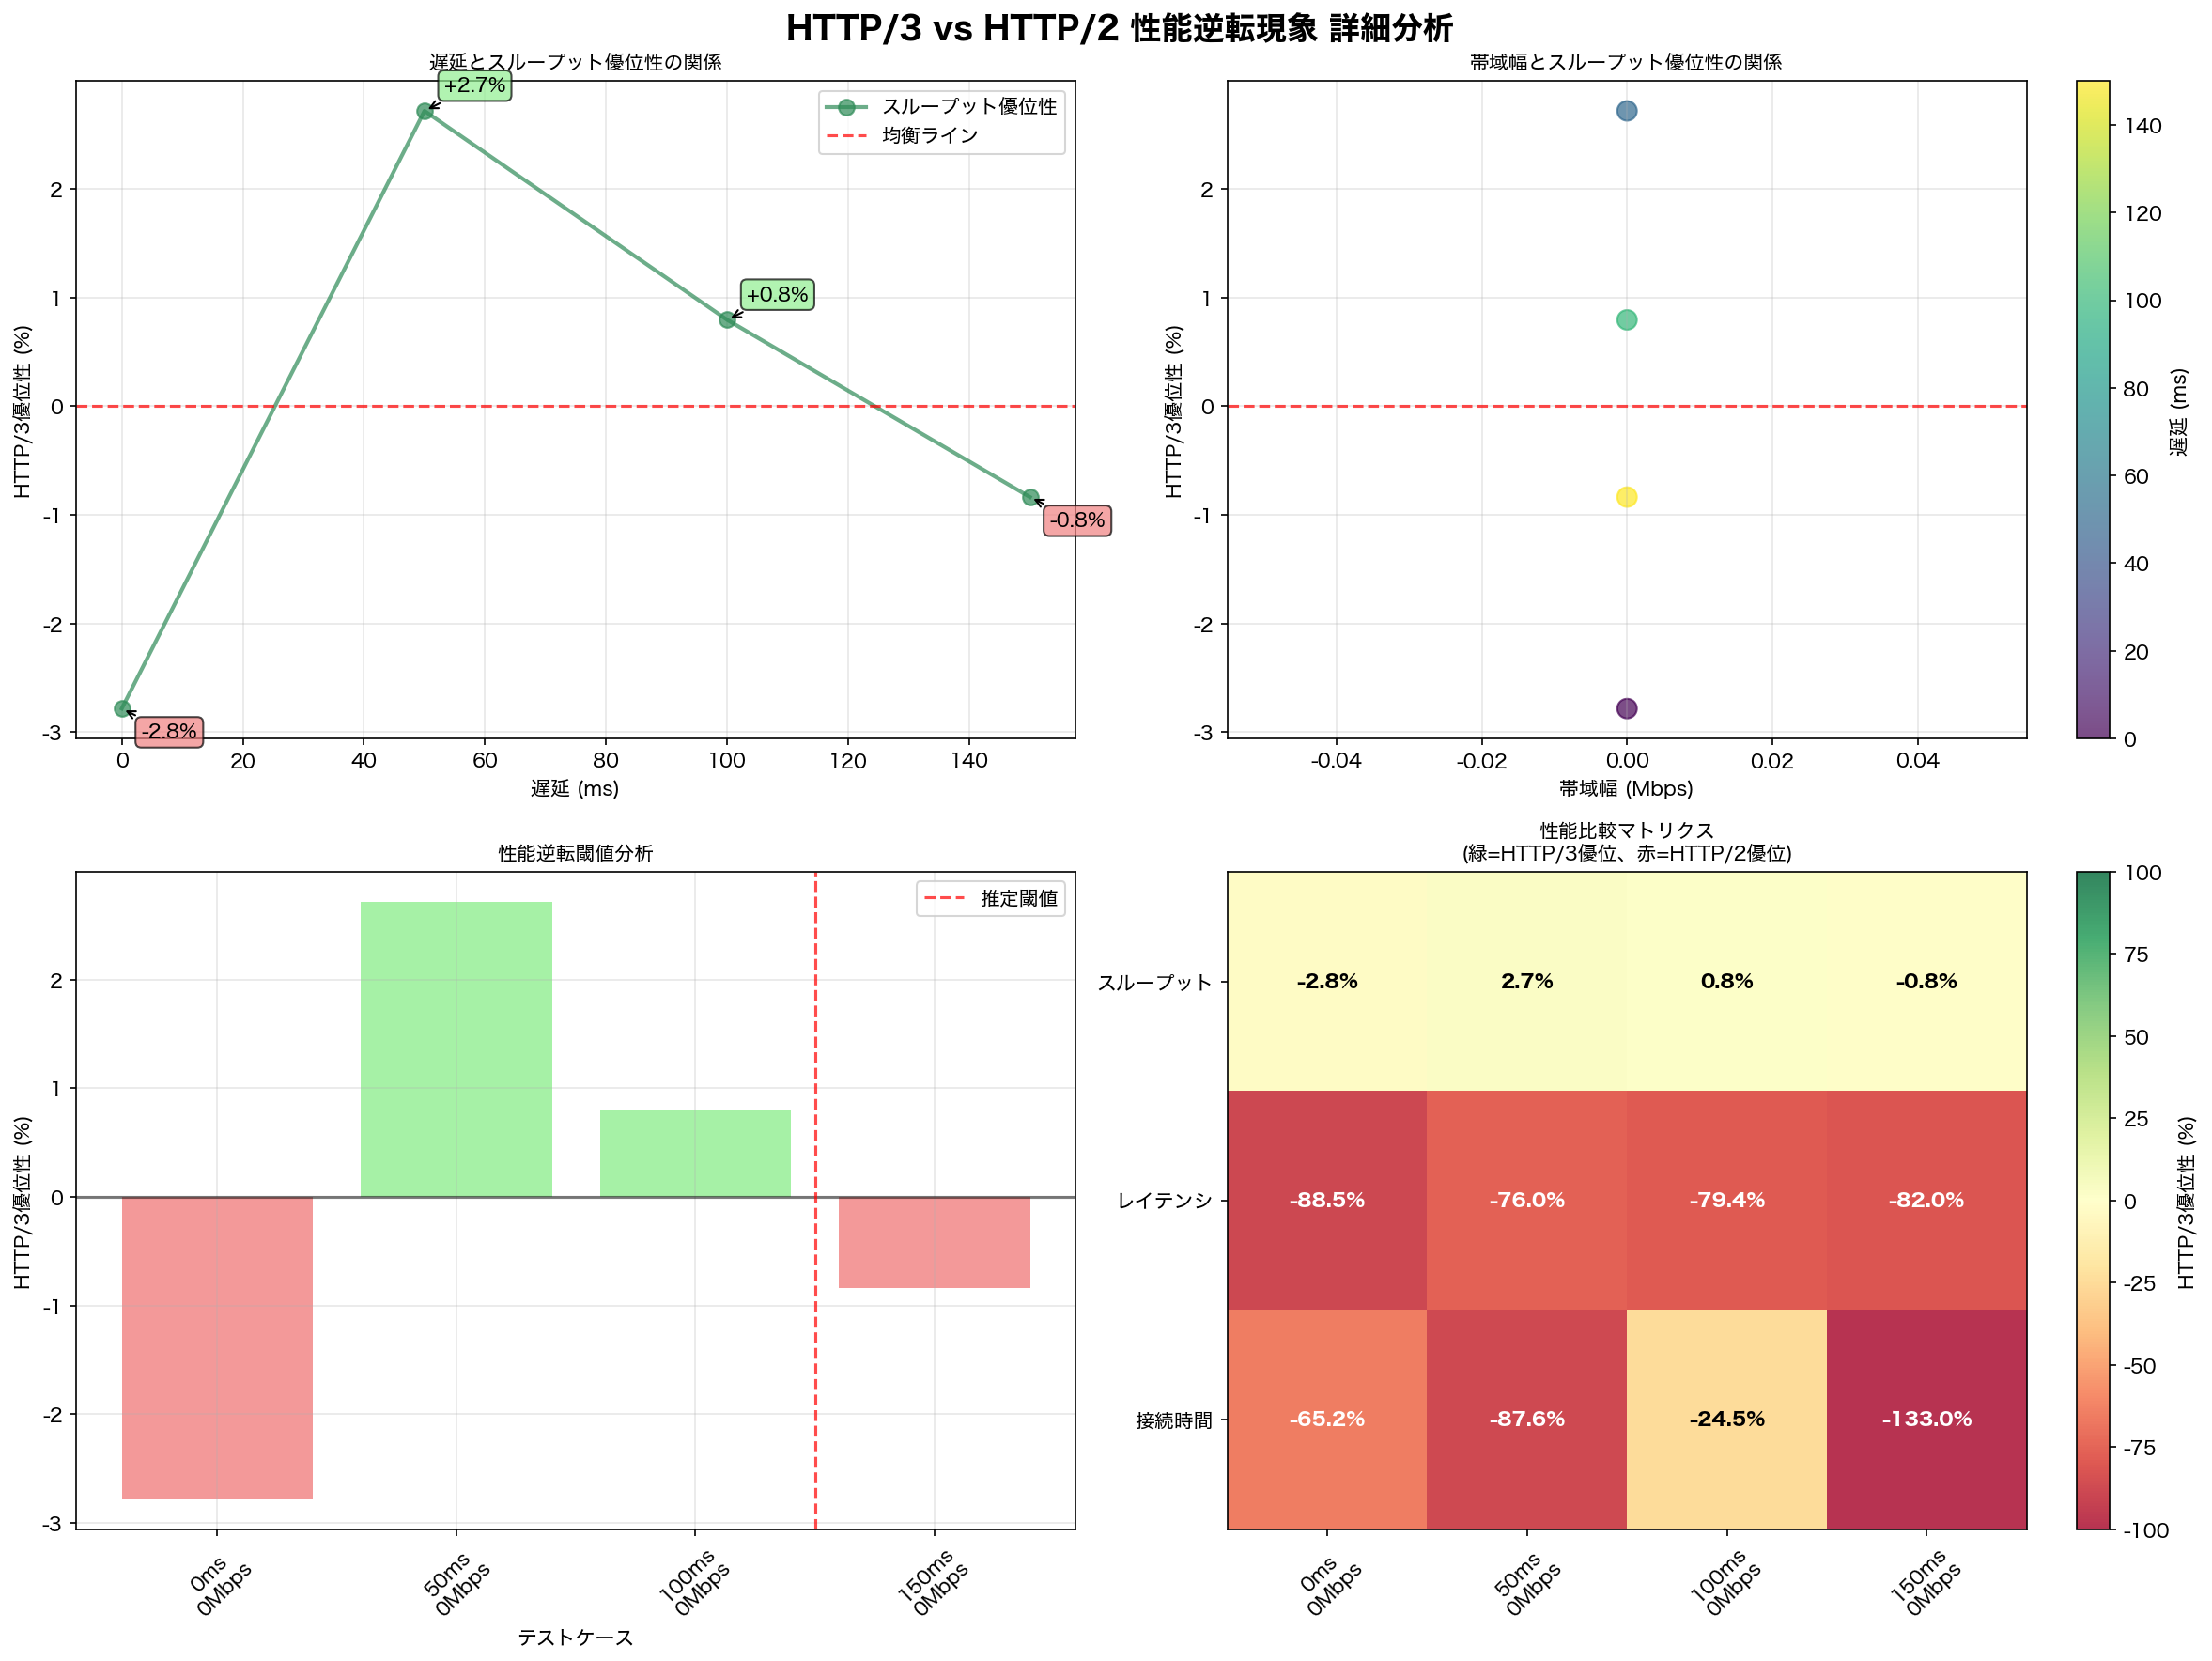 HTTP/3 vs HTTP/2 性能逆転現象 詳細分析
遅延とスループット優位性の関係
+2.7%
+0.8%
-0.8%
-2.8%
スループット優位性
均衡ライン
HTTP/3優位性 (%)
2
1
0
-1
-2
-3
0
20
40
60
80
100
120
140
遅延 (ms)
帯域幅とスループット優位性の関係
HTTP/3優位性 (%)
2
1
0
-1
-2
-3
-0.04
-0.02
0.00
0.02
0.04
帯域幅 (Mbps)
140
120
100
80
60
40
20
0
遅延 (ms)
性能逆転閾値分析
推定閾値
HTTP/3優位性 (%)
2
1
0
-1
-2
-3
0ms
0Mbps
50ms
0Mbps
100ms
0Mbps
150ms
0Mbps
テストケース
性能比較マトリクス
(緑=HTTP/3優位、赤=HTTP/2優位)
スループット
-2.8%
2.7%
0.8%
-0.8%
レイテンシ
-88.5%
-76.0%
-79.4%
-82.0%
接続時間
-65.2%
-87.6%
-24.5%
-133.0%
0ms
0Mbps
50ms
0Mbps
100ms
0Mbps
150ms
0Mbps
100
75
50
25
0
-25
-50
-75
-100
HTTP/3優位性 (%)